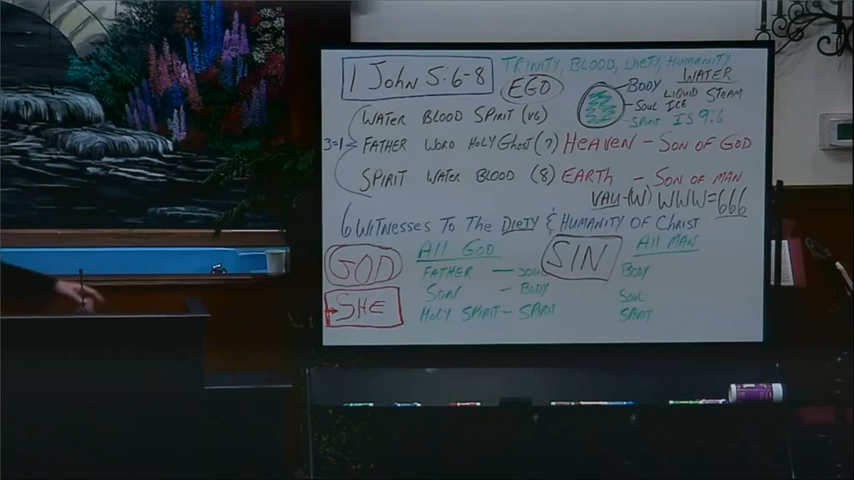 1 John 5:6-8
TRINITY, BLOOD, DIETY, HUMANITY
EGO
WATER
BODY LIQUID STEAM
SOUL ICE
SPIRIT IS 9:6
WATER BLOOD SPIRIT (v6)
3=1 FATHER WORD HOLY GHOST (7) HEAVEN - SON OF GOD
SPIRIT WATER BLOOD (8) EARTH - SON OF MAN
VAU-(W) WWW=666
6 WITNESSES TO THE DIETY & HUMANITY OF CHRIST
GOD
ALL GOD
SIN
All MAN
FATHER — SOUL
BODY
SHE
SON - BODY
SOUL
HOLY SPIRIT - SPIRIT
SPIRIT